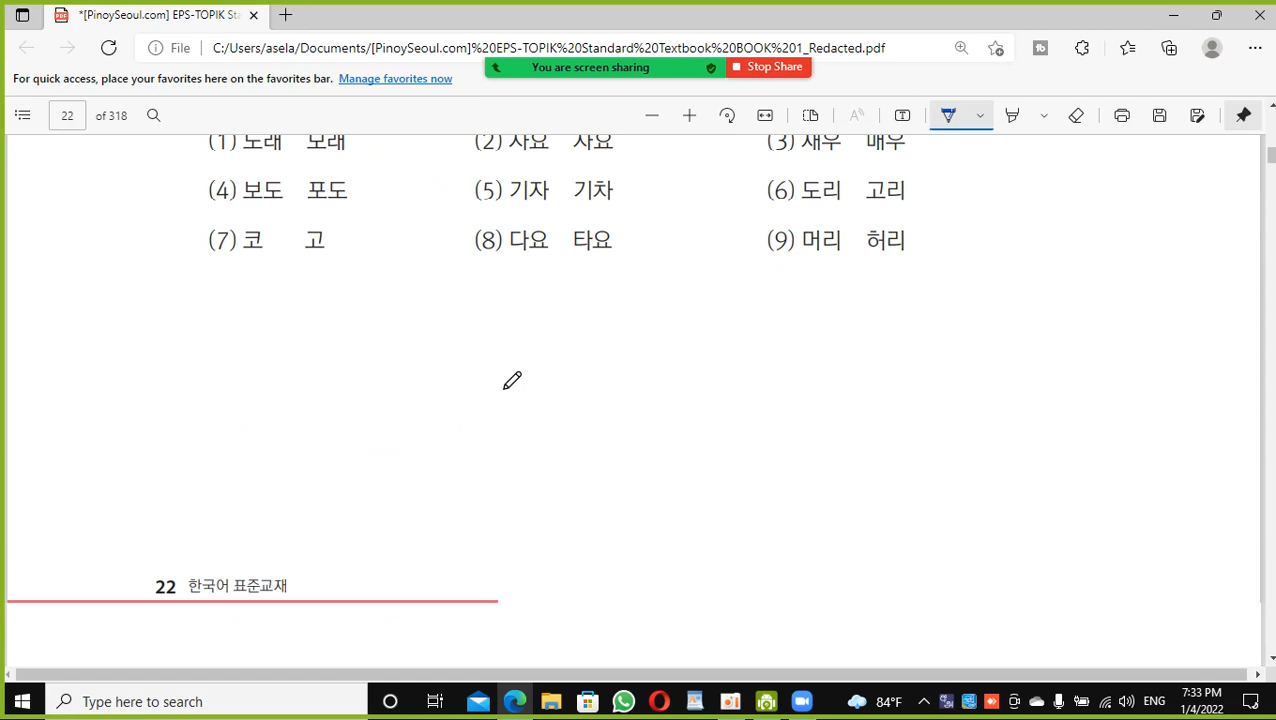 *[PinoySeoul.com] EPS-TOPIK Sta
File C:/Users/asela/Documents/[PinoySeoul.com]%20EPS-TOPIK%20Standard%20Textbook%20BOOK%201_Redacted.pdf
You are screen sharing Stop Share
For quick access, place your favorites here on the favorites bar. Manage favorites now
22 of 318
(1) 노래 모래 (2) 사요 자요 (3) 새우 매우
(4) 보도 포도 (5) 기자 기차 (6) 도리 고리
(7) 코 고 (8) 다요 타요 (9) 머리 허리
22 한국어 표준교재
Type here to search 84°F ENG 7:33 PM
1/4/2022